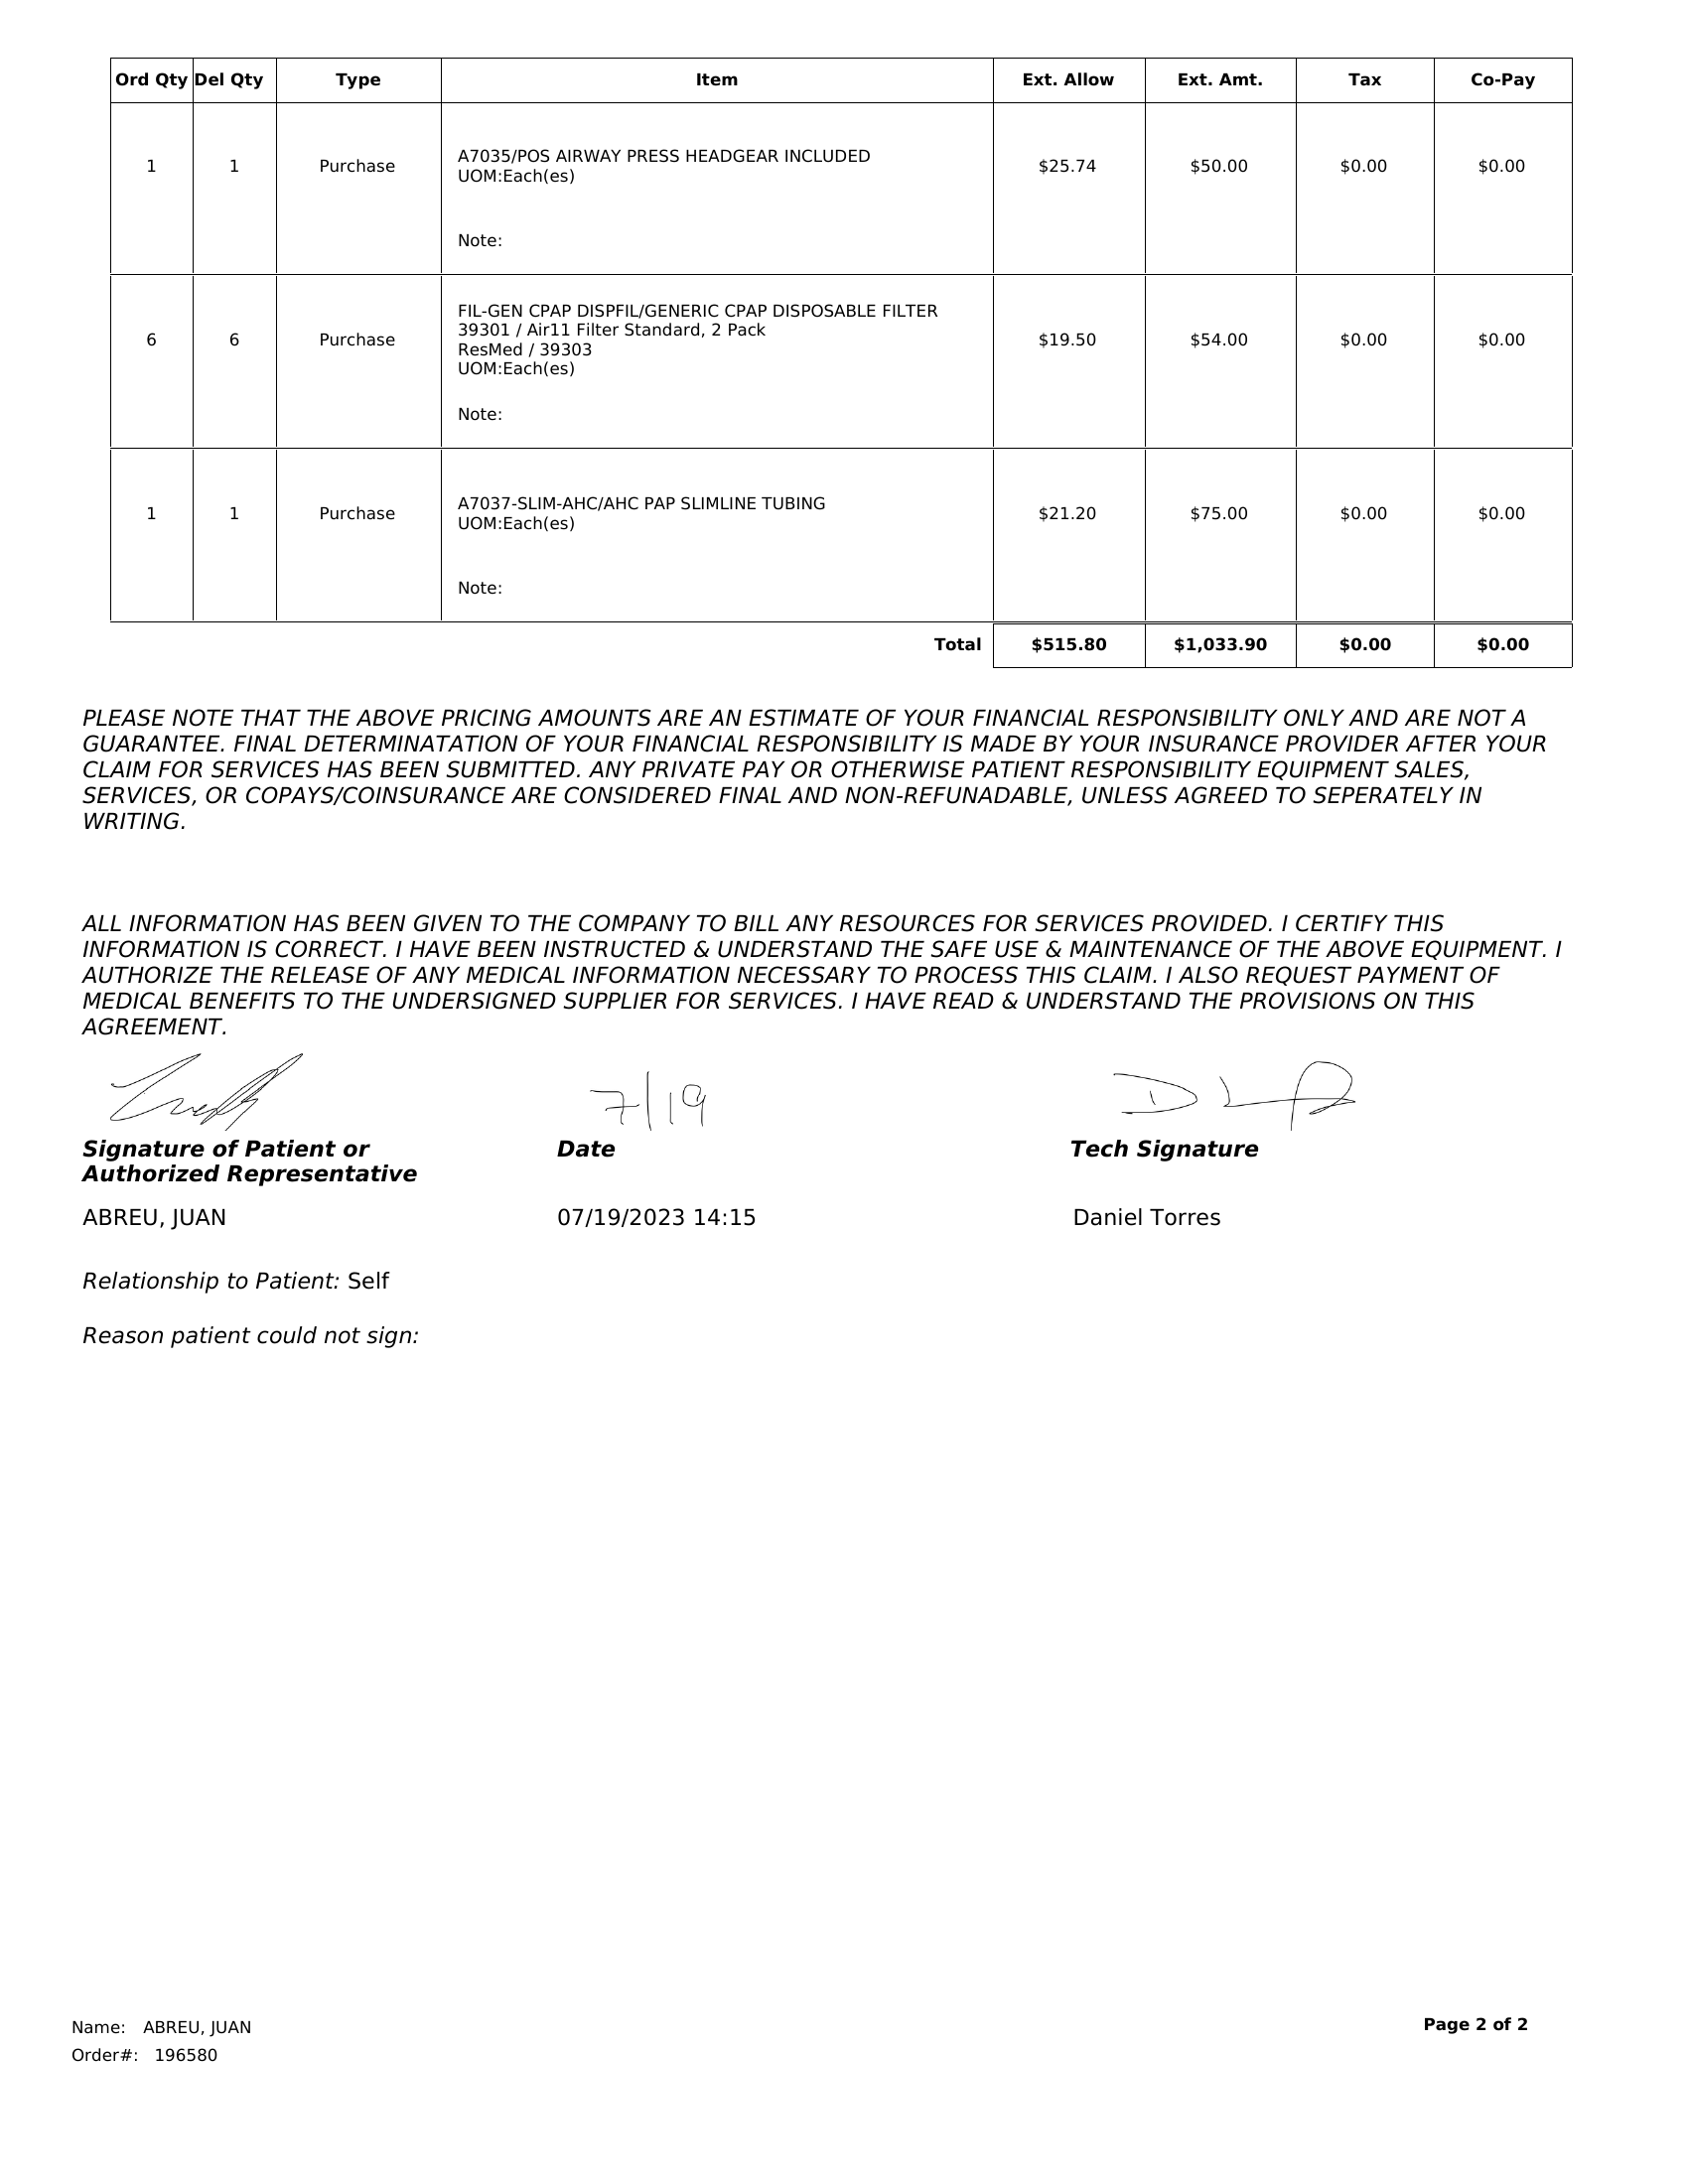 Ord Qty Del Qty Type Item Ext. Allow Ext. Amt. Tax Co-Pay
A7035/POS AIRWAY PRESS HEADGEAR INCLUDED
1 1 Purchase $25.74 $50.00 $0.00 $0.00
UOM:Each(es)
Note:
FIL-GEN CPAP DISPFIL/GENERIC CPAP DISPOSABLE FILTER
39301 / Air11 Filter Standard, 2 Pack
6 6 Purchase $19.50 $54.00 $0.00 $0.00
ResMed / 39303
UOM:Each(es)
Note:
A7037-SLIM-AHC/AHC PAP SLIMLINE TUBING
1 1 Purchase $21.20 $75.00 $0.00 $0.00
UOM:Each(es)
Note:
Total $515.80 $1,033.90 $0.00 $0.00
PLEASE NOTE THAT THE ABOVE PRICING AMOUNTS ARE AN ESTIMATE OF YOUR FINANCIAL RESPONSIBILITY ONLY AND ARE NOT A
GUARANTEE. FINAL DETERMINATATION OF YOUR FINANCIAL RESPONSIBILITY IS MADE BY YOUR INSURANCE PROVIDER AFTER YOUR
CLAIM FOR SERVICES HAS BEEN SUBMITTED. ANY PRIVATE PAY OR OTHERWISE PATIENT RESPONSIBILITY EQUIPMENT SALES,
SERVICES, OR COPAYS/COINSURANCE ARE CONSIDERED FINAL AND NON-REFUNADABLE, UNLESS AGREED TO SEPERATELY IN
WRITING.
ALL INFORMATION HAS BEEN GIVEN TO THE COMPANY TO BILL ANY RESOURCES FOR SERVICES PROVIDED. I CERTIFY THIS
INFORMATION IS CORRECT. I HAVE BEEN INSTRUCTED & UNDERSTAND THE SAFE USE & MAINTENANCE OF THE ABOVE EQUIPMENT. I
AUTHORIZE THE RELEASE OF ANY MEDICAL INFORMATION NECESSARY TO PROCESS THIS CLAIM. I ALSO REQUEST PAYMENT OF
MEDICAL BENEFITS TO THE UNDERSIGNED SUPPLIER FOR SERVICES. I HAVE READ & UNDERSTAND THE PROVISIONS ON THIS
AGREEMENT.
7/19
Signature of Patient or Date Tech Signature
Authorized Representative
ABREU, JUAN 07/19/2023 14:15 Daniel Torres
Relationship to Patient: Self
Reason patient could not sign:
Name: ABREU, JUAN Page 2 of 2
Order#: 196580